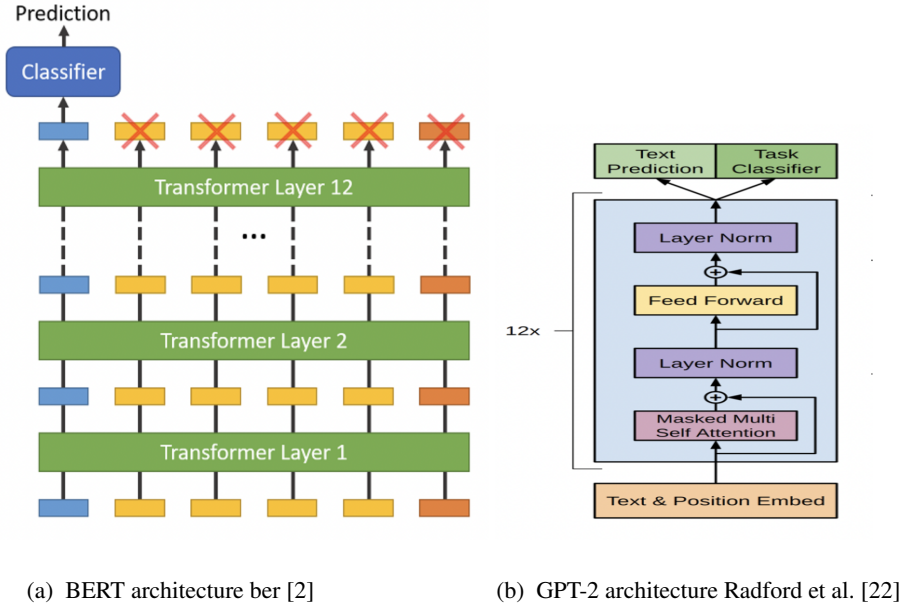 Prediction
Classifier
Transformer Layer 12
...
Transformer Layer 2
Transformer Layer 1
(a) BERT architecture ber [2]
Text
Prediction
Task
Classifier
Layer Norm
+
Feed Forward
12x
Layer Norm
+
Masked Multi
Self Attention
Text & Position Embed
(b) GPT-2 architecture Radford et al. [22]